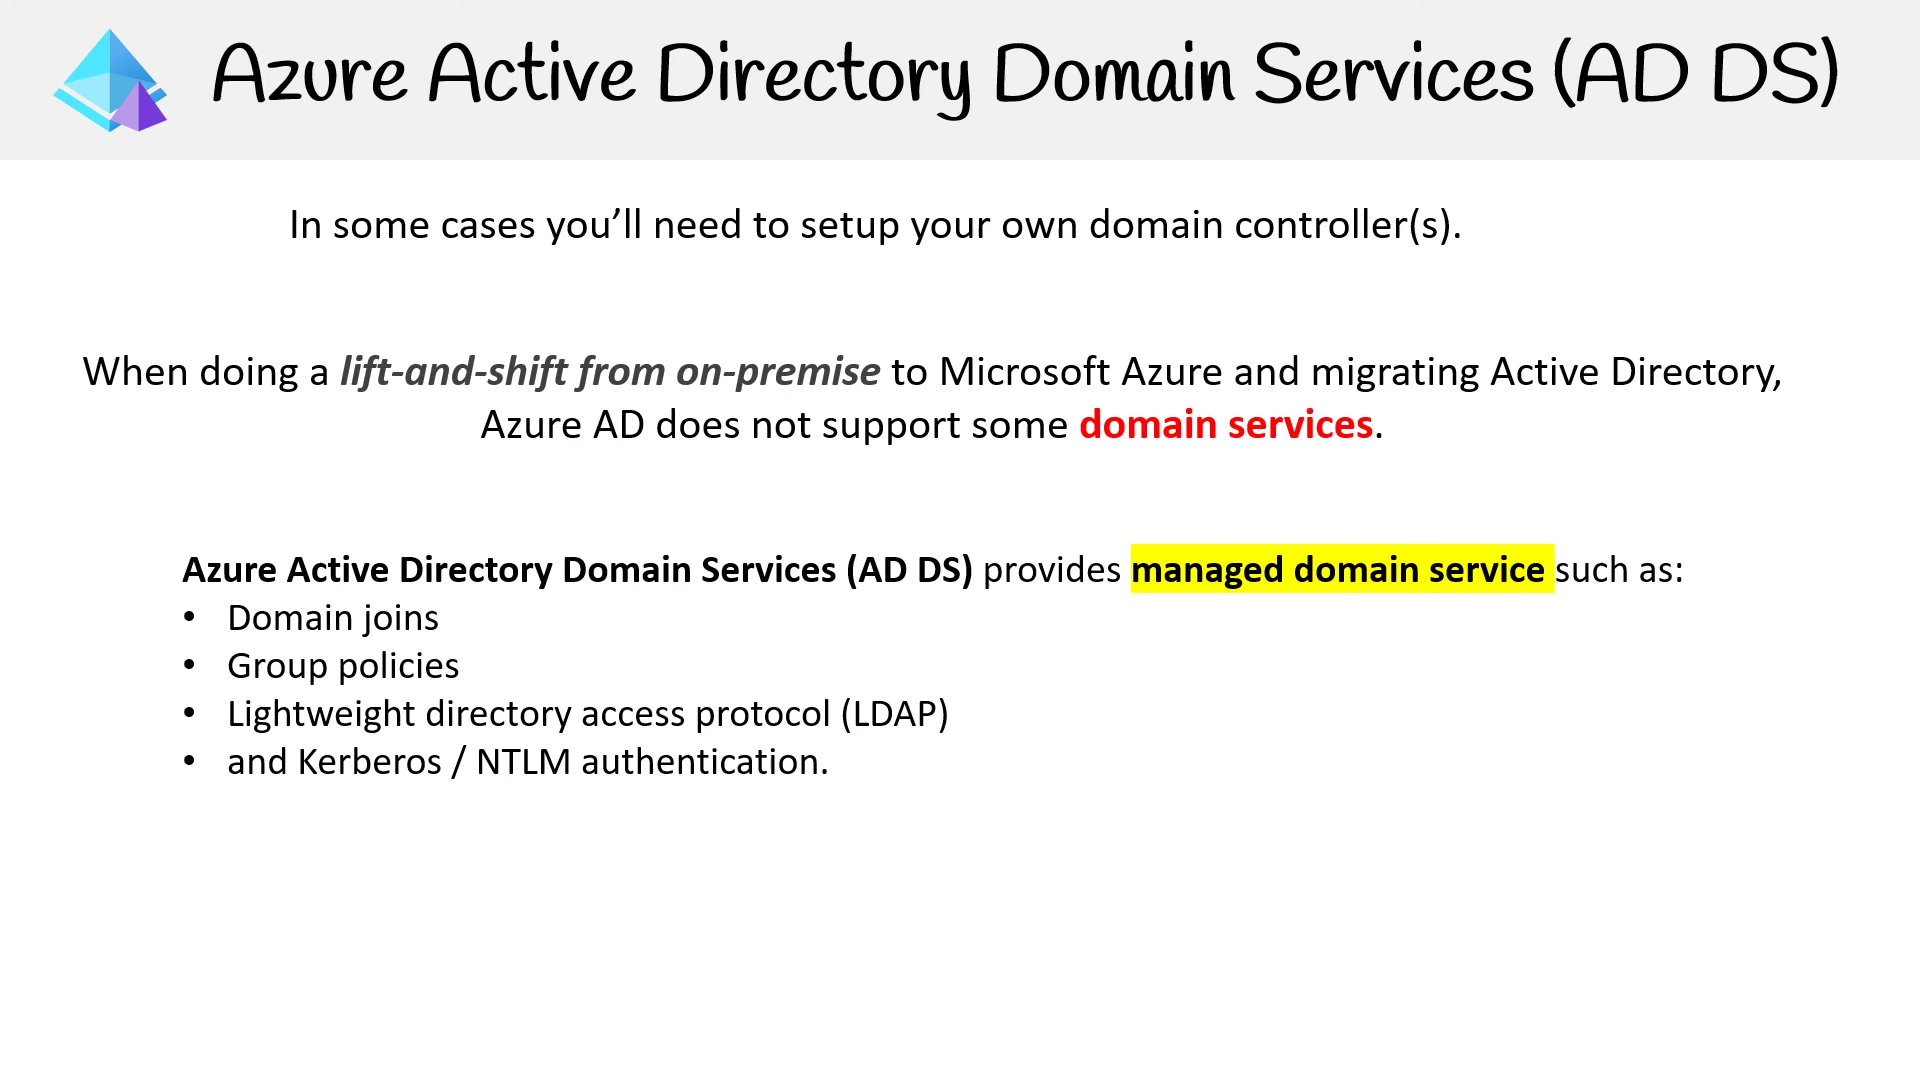 Azure Active Directory Domain Services (AD DS)
In some cases you’ll need to setup your own domain controller(s).
When doing a lift-and-shift from on-premise to Microsoft Azure and migrating Active Directory,
Azure AD does not support some domain services.
Azure Active Directory Domain Services (AD DS) provides managed domain service such as:
• Domain joins
• Group policies
• Lightweight directory access protocol (LDAP)
• and Kerberos / NTLM authentication.